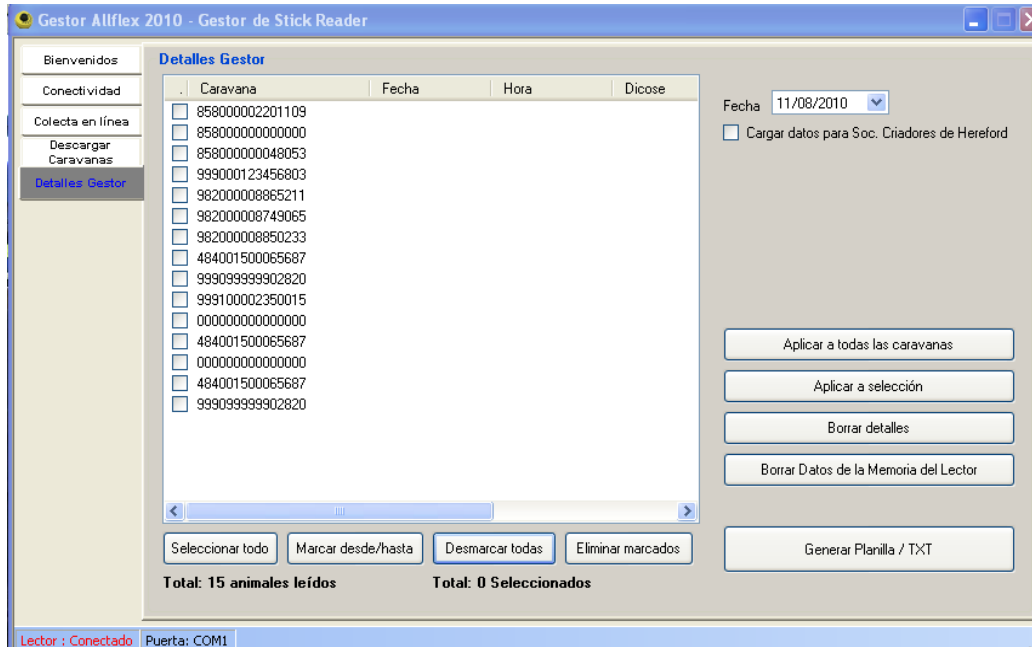 Gestor Allflex 2010 - Gestor de Stick Reader
Bienvenidos
Conectividad
Colecta en línea
Descargar
Caravanas
Detalles Gestor
Detalles Gestor
. Caravana Fecha Hora Dicose
858000002201109
858000000000000
858000000048053
999000123456803
982000008865211
982000008749065
982000008850233
484001500065687
999099999902820
999100002350015
000000000000000
484001500065687
000000000000000
484001500065687
999099999902820
Seleccionar todo Marcar desde/hasta Desmarcar todas Eliminar marcados
Total: 15 animales leídos Total: 0 Seleccionados
Fecha 11/08/2010
Cargar datos para Soc. Criadores de Hereford
Aplicar a todas las caravanas
Aplicar a selección
Borrar detalles
Borrar Datos de la Memoria del Lector
Generar Planilla / TXT
Lector : Conectado Puerta: COM1